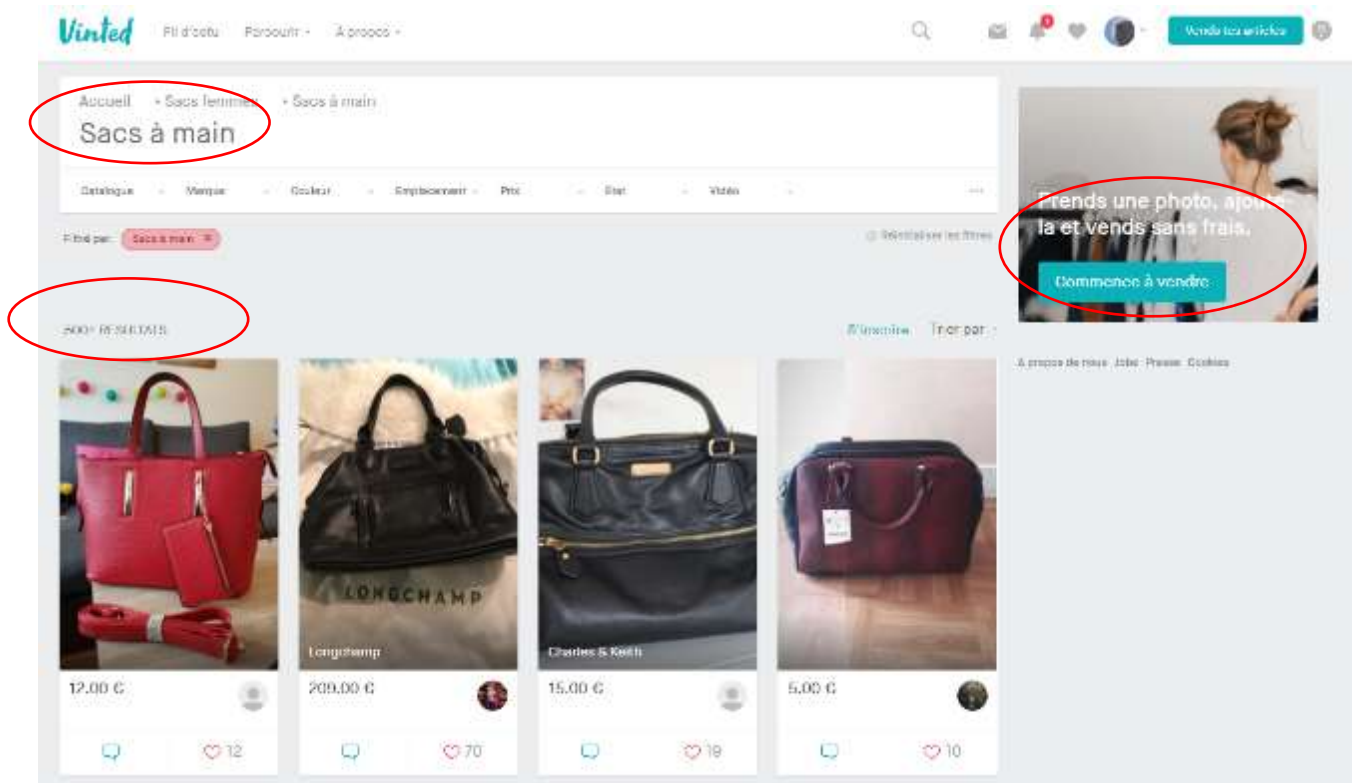 Vinted
Parcourir
À propos
Vends tes articles
Accueil • Sacs femmes • Sacs à main
Sacs à main
Catalogue Marque Couleur Emplacement Prix État Vidéo ...
Filtré par: Sacs à main
Réinitialiser les filtres
Prends une photo, ajoute-
la et vends sans frais.
Commence à vendre
500+ RÉSULTATS
Trier par
A propos de nous Jobs Presse Cookies
LONGCHAMP
Longchamp
Charles & Keith
12.00 €
209.00 €
15.00 €
5.00 €
12
70
19
10